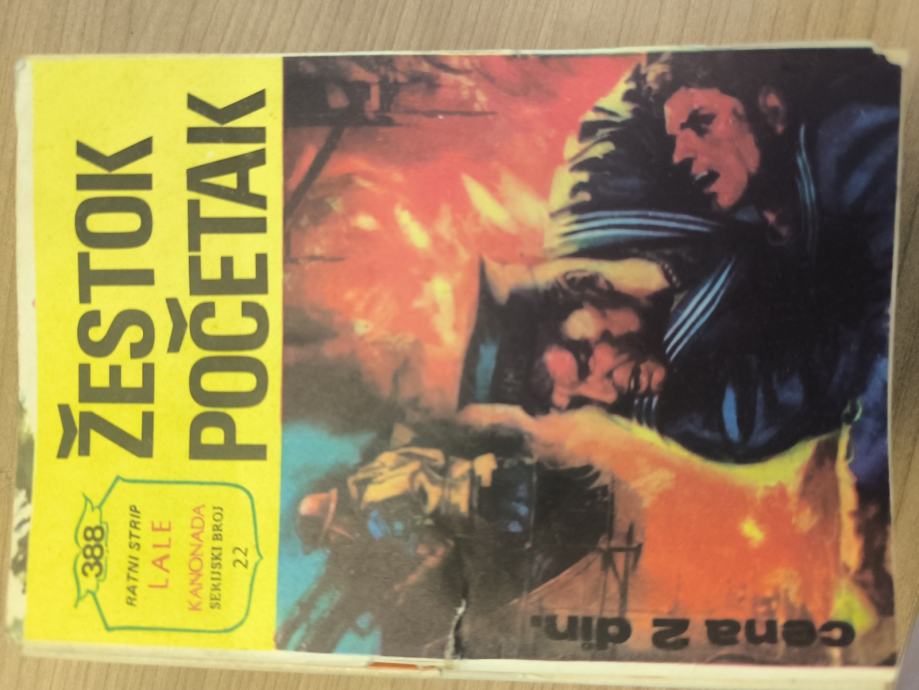 388
RATNI STRIP
LALE
KANONADA
SEKIJSKI BROJ
22
ŽESTOK
POČETAK
cena 2 din.